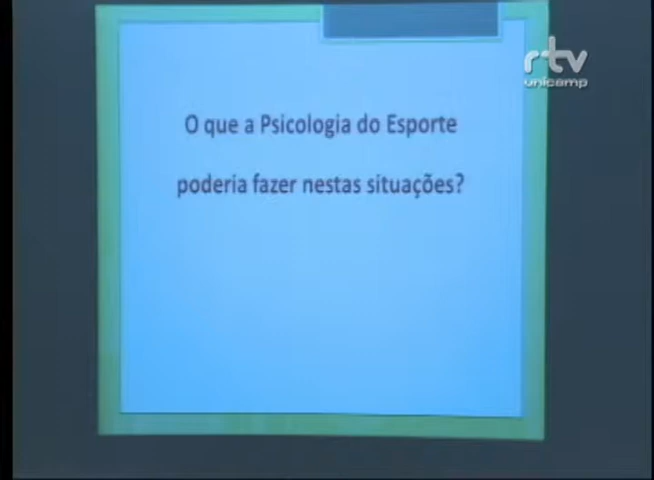 rtv
unicamp
O que a Psicologia do Esporte
poderia fazer nestas situações?